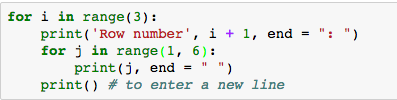 for i in range(3):
    print('Row number', i + 1, end = ": ")
    for j in range(1, 6):
        print(j, end = " ")
    print() # to enter a new line